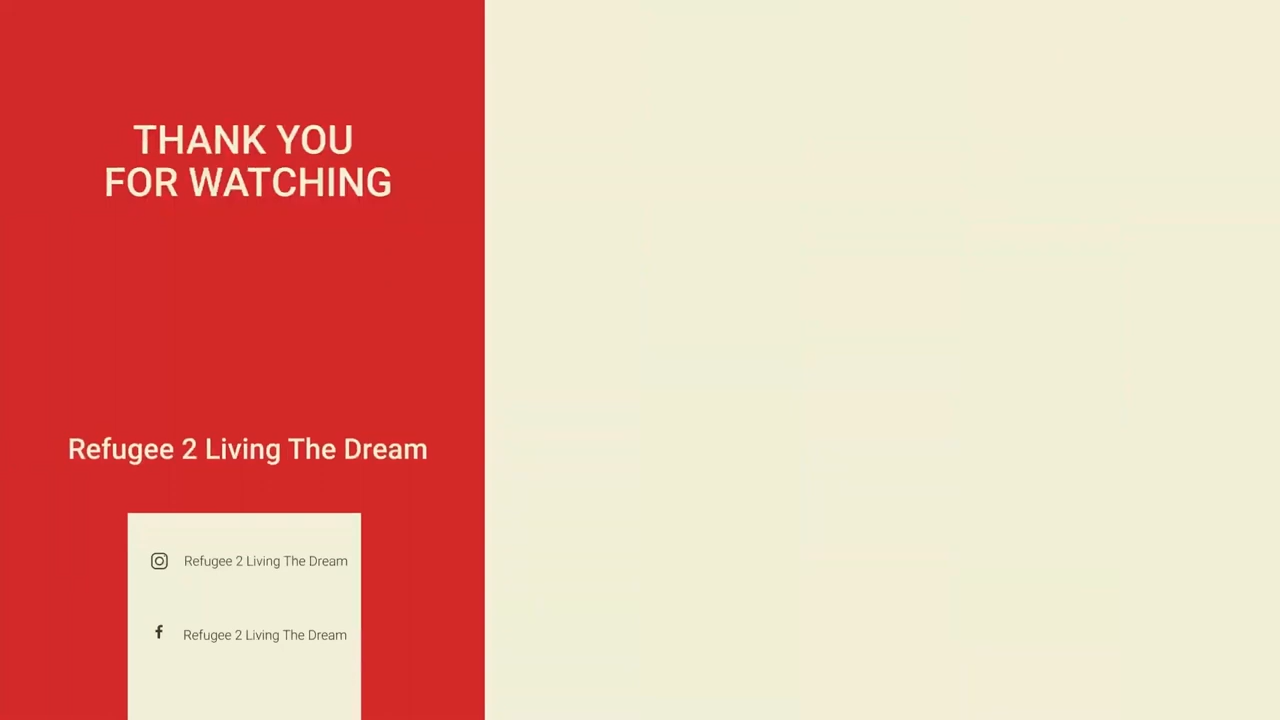 THANK YOU
FOR WATCHING
Refugee 2 Living The Dream
Refugee 2 Living The Dream
Refugee 2 Living The Dream